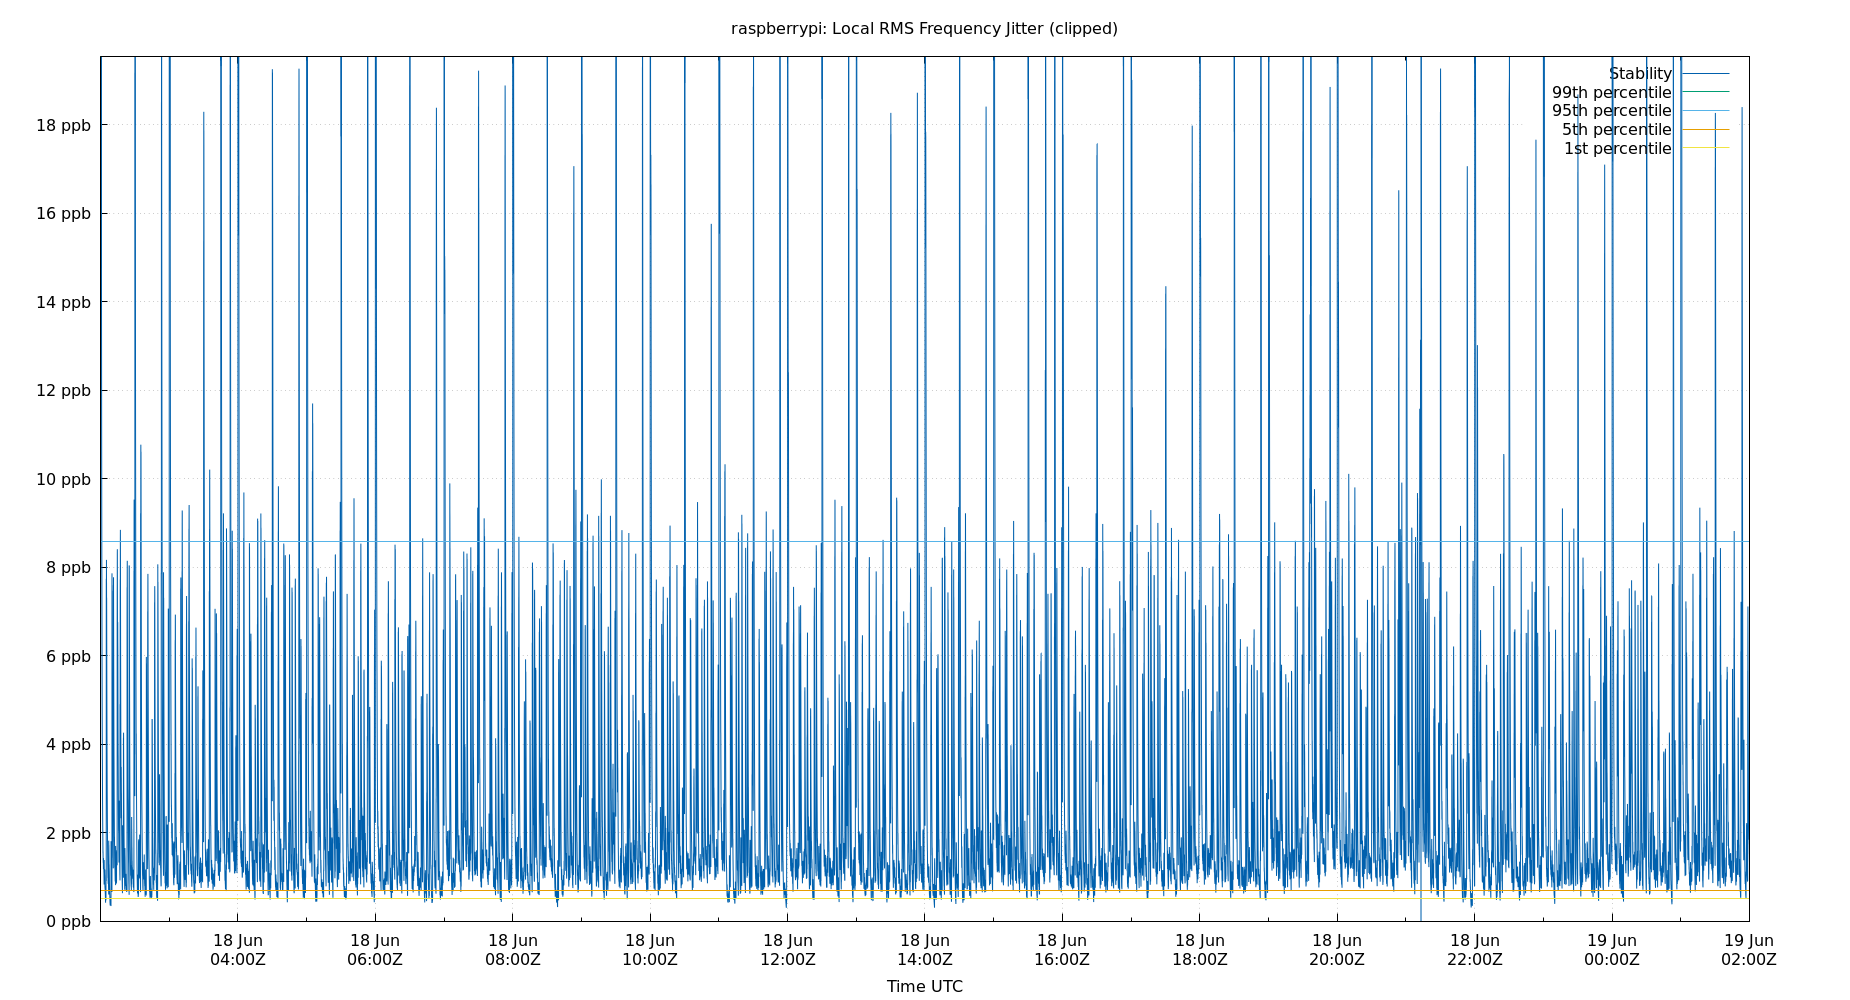 raspberrypi: Local RMS Frequency Jitter (clipped)
Stability
99th percentile
95th percentile
5th percentile
1st percentile
18 ppb
16 ppb
14 ppb
12 ppb
10 ppb
8 ppb
6 ppb
4 ppb
2 ppb
0 ppb
18 Jun 18 Jun 18 Jun 18 Jun 18 Jun 18 Jun 18 Jun 18 Jun 18 Jun 18 Jun 19 Jun 19 Jun
04:00Z 06:00Z 08:00Z 10:00Z 12:00Z 14:00Z 16:00Z 18:00Z 20:00Z 22:00Z 00:00Z 02:00Z
Time UTC